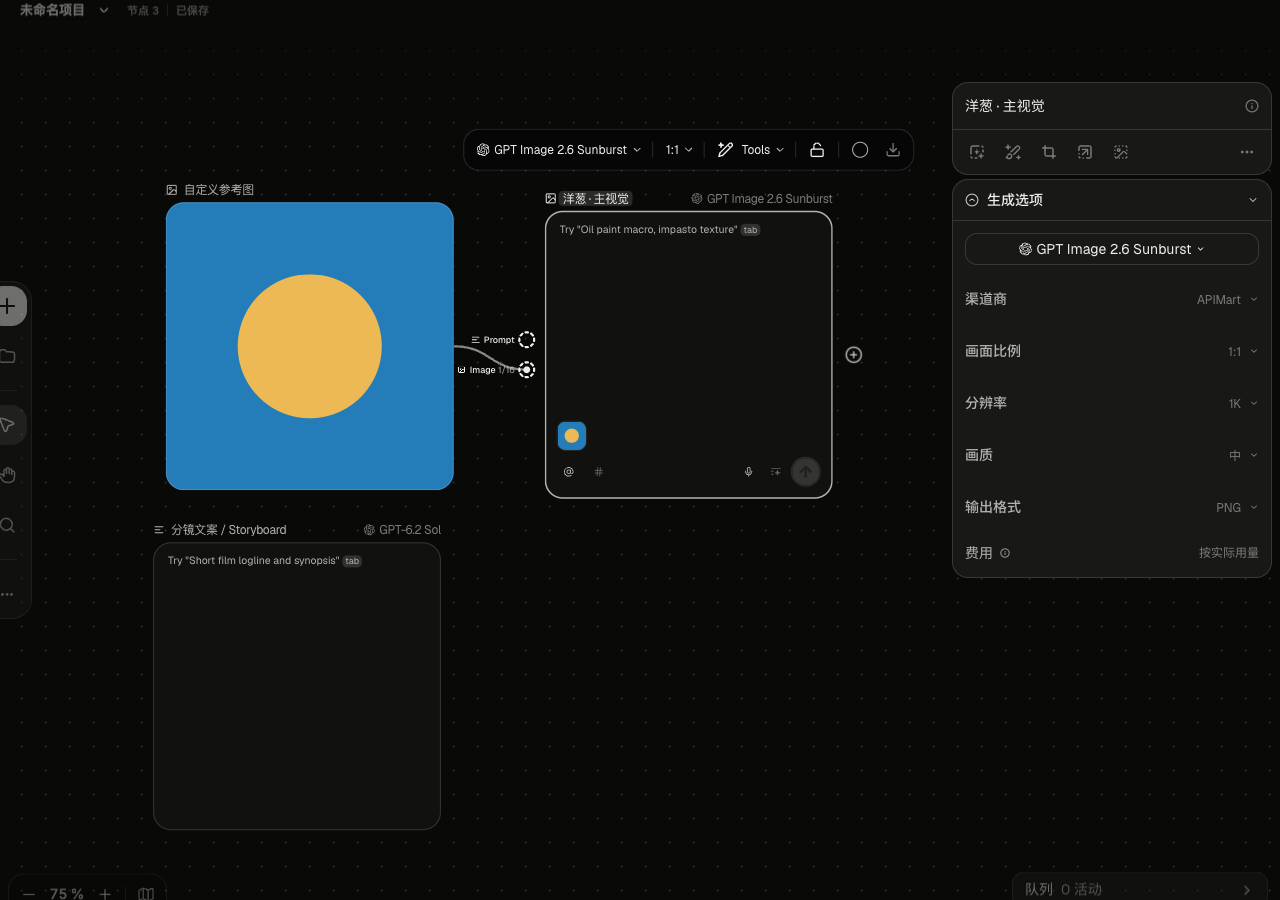 未命名项目 节点 3 已保存
洋葱 · 主视觉
GPT Image 2.6 Sunburst 1:1 Tools
自定义参考图
洋葱 · 主视觉 GPT Image 2.6 Sunburst
生成选项
Try "Oil paint macro, impasto texture" tab
GPT Image 2.6 Sunburst
渠道商 APIMart
Prompt
画面比例 1:1
Image 1/16
分辨率 1K
画质 中
@ #
输出格式 PNG
分镜文案 / Storyboard GPT-6.2 Sol
费用 按实际用量
Try "Short film logline and synopsis" tab
75 %
队列 0 活动